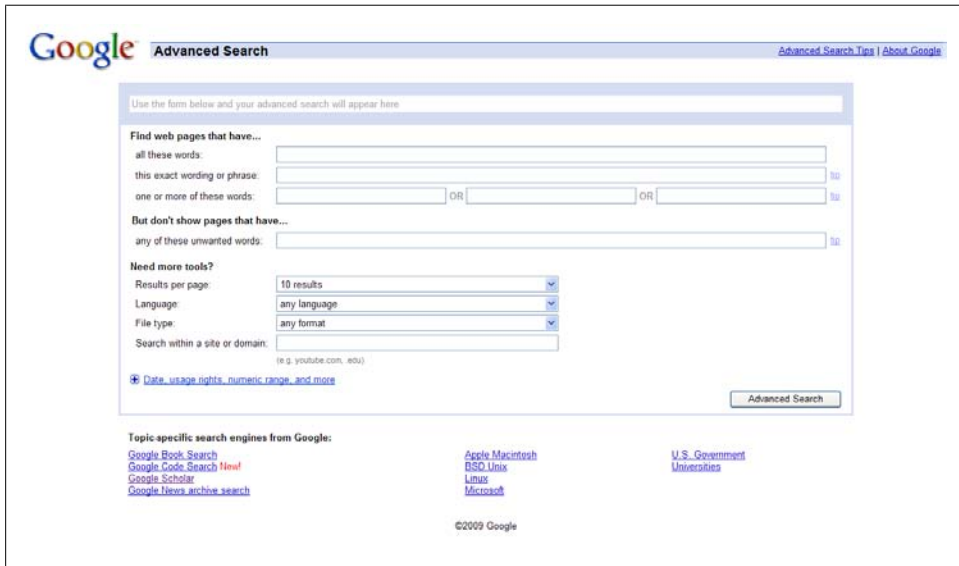 Google Advanced Search Advanced Search Tips | About Google
Use the form below and your advanced search will appear here
Find web pages that have...
all these words:
this exact wording or phrase: tip
one or more of these words: OR OR tip
But don't show pages that have...
any of these unwanted words: tip
Need more tools?
Results per page: 10 results
Language: any language
File type: any format
Search within a site or domain:
(e.g. youtube.com, .edu)
Date, usage rights, numeric range, and more
Advanced Search
Topic-specific search engines from Google:
Google Book Search Apple Macintosh U.S. Government
Google Code Search New! BSD Unix Universities
Google Scholar Linux
Google News archive search Microsoft
©2009 Google